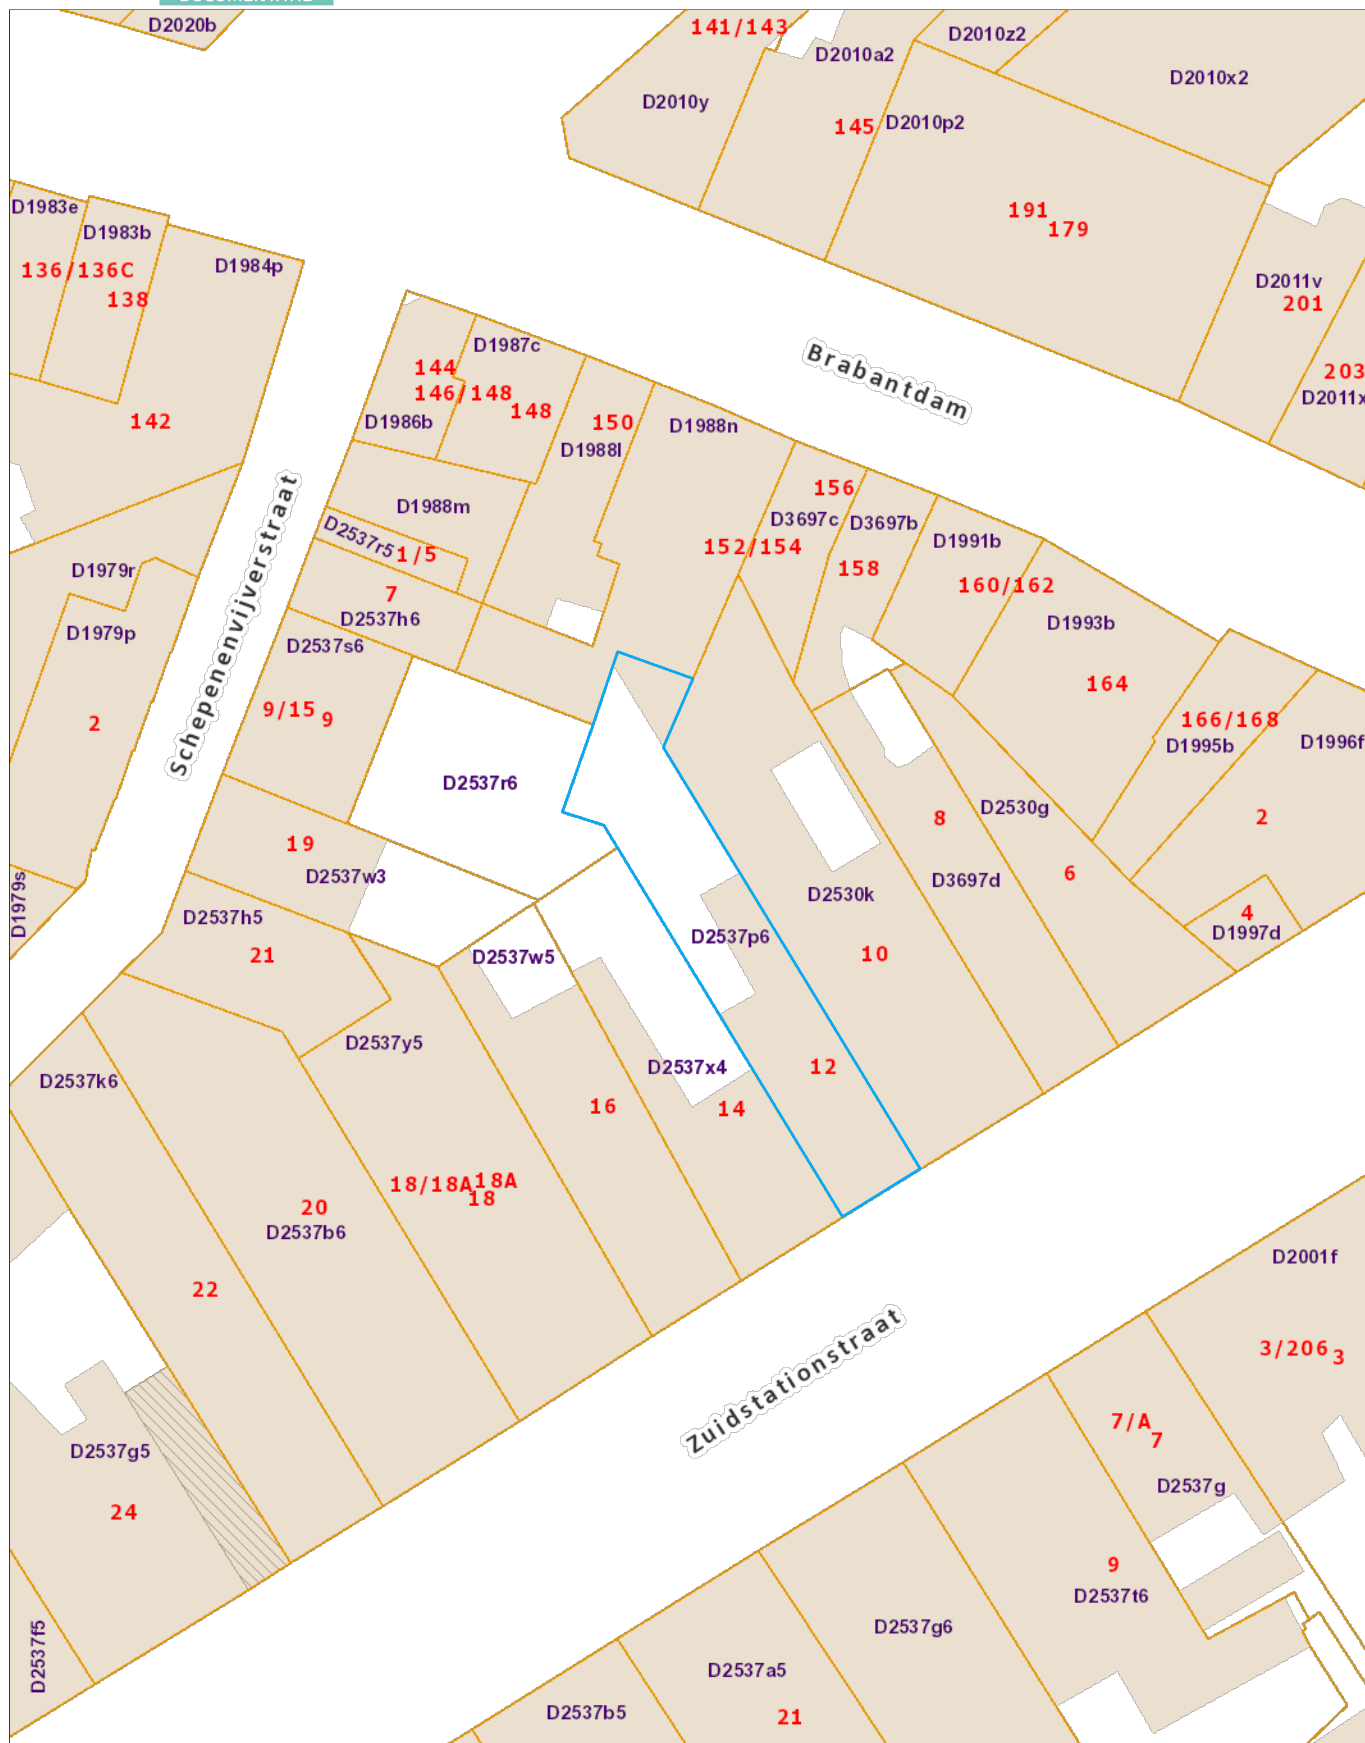 D2020b
141/143
D2010a2
D2010z2
D2010x2
D2010y
145
D2010p2
D1983e
D1983b
191
179
136/136C
138
D1984p
D2011v
201
144
D1987c
146/148
148
D1986b
150
D1988l
D1988n
Brabantdam
203
D2011x
142
Schepenenvijverstraat
D1988m
156
D3697c
D3697b
D2537r5
1/5
152/154
158
D1991b
160/162
D1979r
7
D2537h6
D1979p
D2537s6
D1993b
164
2
9/15
9
166/168
D1995b
D1996f
D2537r6
8
D2530g
2
19
D2537w3
D2530k
D3697d
6
D1979s
D2537h5
21
D2537w5
D2537p6
10
4
D1997d
D2537y5
D2537k6
D2537x4
12
16
14
18/18A
18A
18
20
D2537b6
22
D2001f
3/206
3
Zuidstationstraat
7/A
7
D2537g5
24
D2537g
9
D2537t6
D2537f5
D2537g6
D2537a5
D2537b5
21